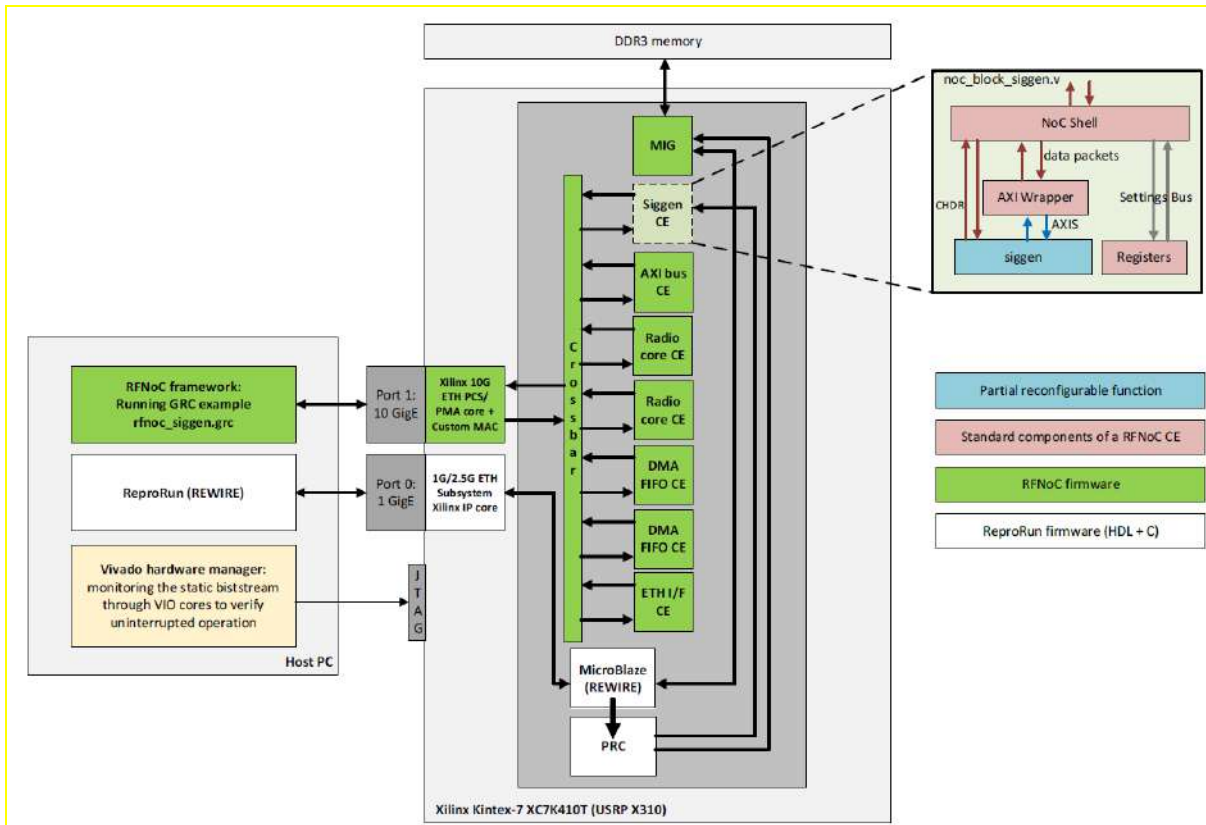 DDR3 memory
noc_block_siggen.v
NoC Shell
data packets
AXI Wrapper
CHDR
Settings Bus
AXIS
siggen
Registers
MIG
Siggen
CE
AXI bus
CE
Radio
core CE
Radio
core CE
DMA
FIFO CE
DMA
FIFO CE
ETH I/F
CE
Crossbar
RFNoC framework:
Running GRC example
rfnoc_siggen.grc
Port 1:
10 GigE
Xilinx 10G
ETH PCS/
PMA core +
Custom MAC
ReproRun (REWIRE)
Port 0:
1 GigE
1G/2.5G ETH
Subsystem
Xilinx IP core
Vivado hardware manager:
monitoring the static biststream
through VIO cores to verify
uninterrupted operation
JTAG
Host PC
MicroBlaze
(REWIRE)
PRC
Xilinx Kintex-7 XC7K410T (USRP X310)
Partial reconfigurable function
Standard components of a RFNoC CE
RFNoC firmware
ReproRun firmware (HDL + C)